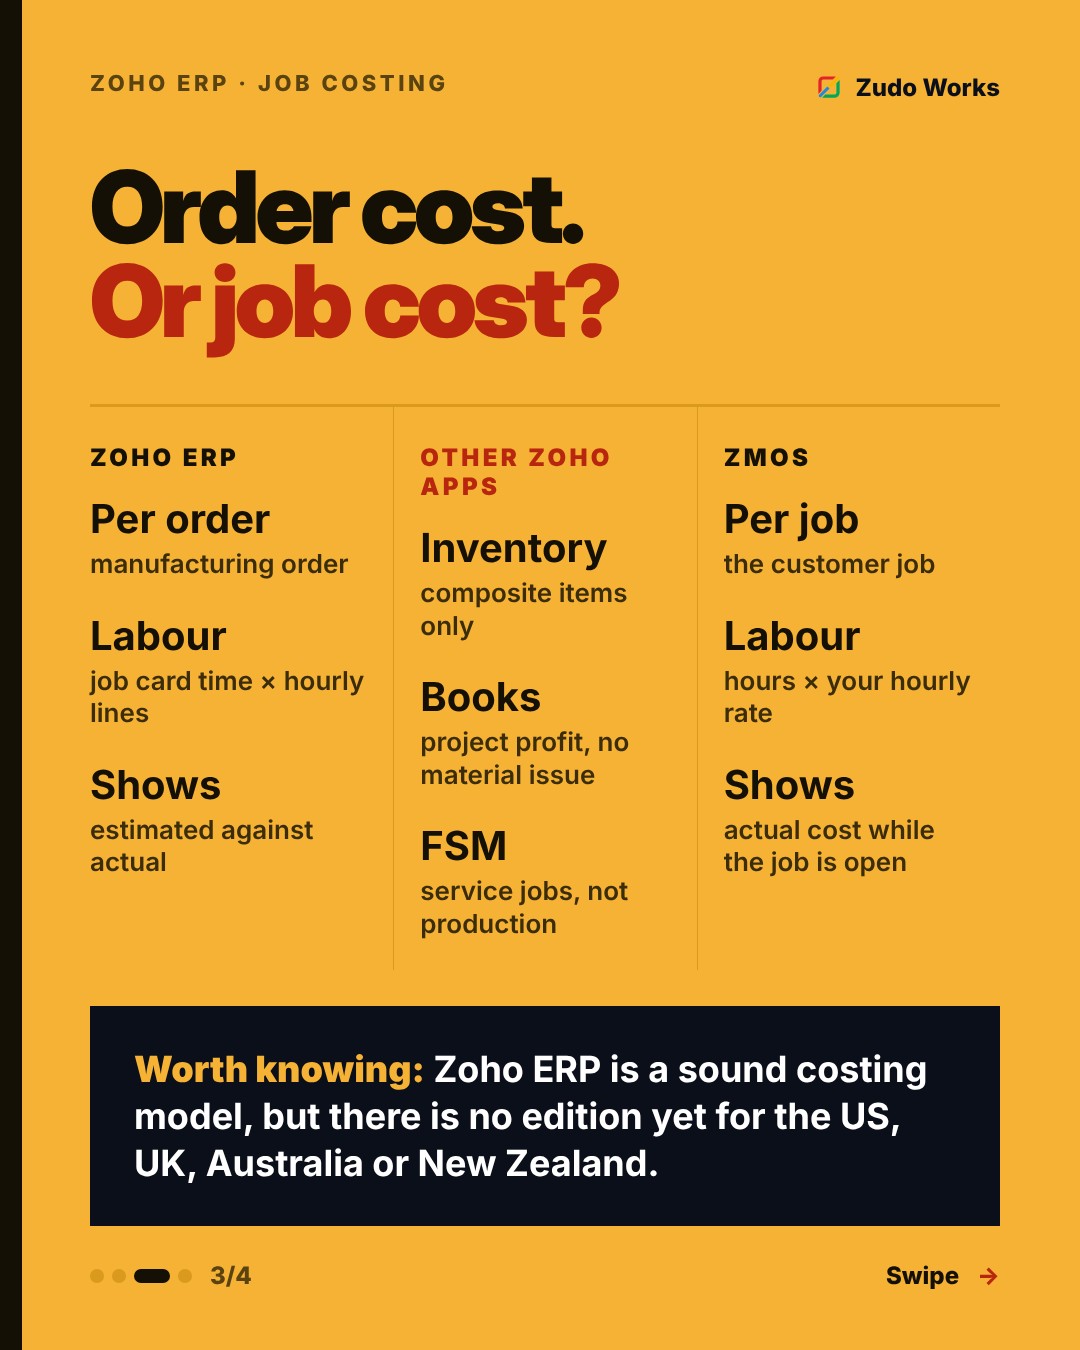 ZOHO ERP · JOB COSTING
Zudo Works
Order cost.
Or job cost?
ZOHO ERP
Per order
manufacturing order
Labour
job card time × hourly
lines
Shows
estimated against
actual
OTHER ZOHO
APPS
Inventory
composite items
only
Books
project profit, no
material issue
FSM
service jobs, not
production
ZMOS
Per job
the customer job
Labour
hours × your hourly
rate
Shows
actual cost while
the job is open
Worth knowing: Zoho ERP is a sound costing
model, but there is no edition yet for the US,
UK, Australia or New Zealand.
3/4
Swipe →